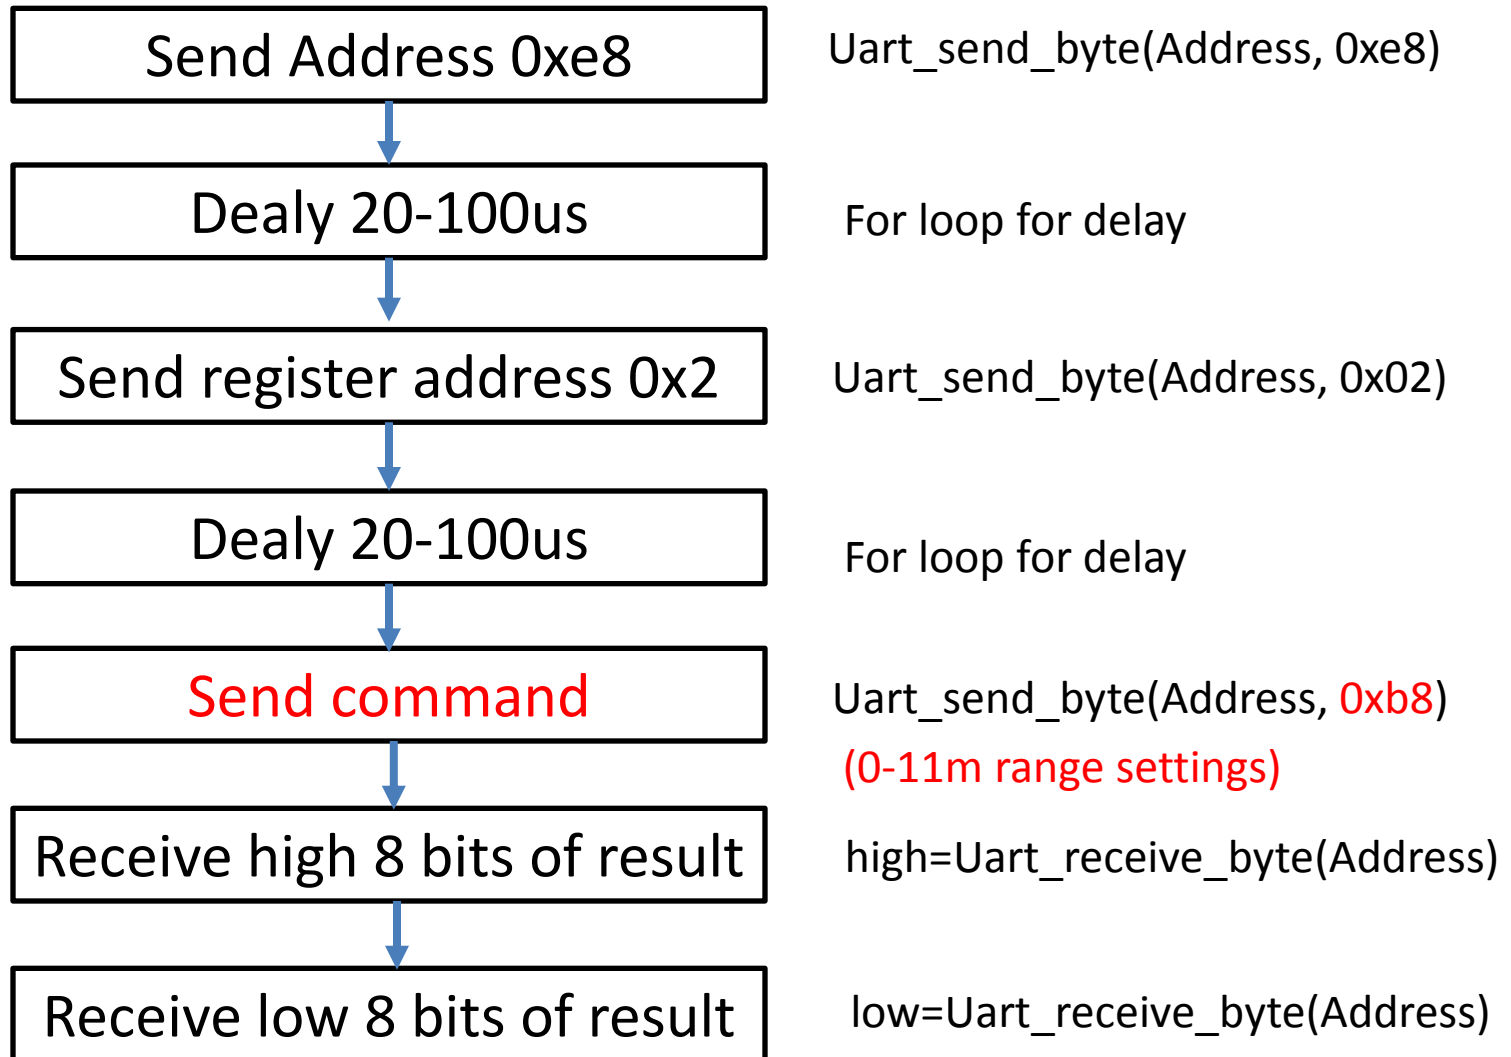 Send Address 0xe8
Uart_send_byte(Address, 0xe8)
Dealy 20-100us
For loop for delay
Send register address 0x2
Uart_send_byte(Address, 0x02)
Dealy 20-100us
For loop for delay
Send command
Uart_send_byte(Address, 0xb8)
(0-11m range settings)
Receive high 8 bits of result
high=Uart_receive_byte(Address)
Receive low 8 bits of result
low=Uart_receive_byte(Address)